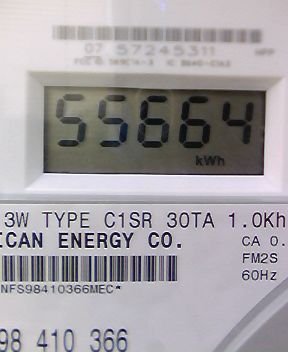 07 57245311
55664
kWh
3W TYPE C1SR 30TA 1.0Kh
ICAN ENERGY CO.
CA 0.
FM2S
60Hz
NFS98410366MEC*
98 410 366